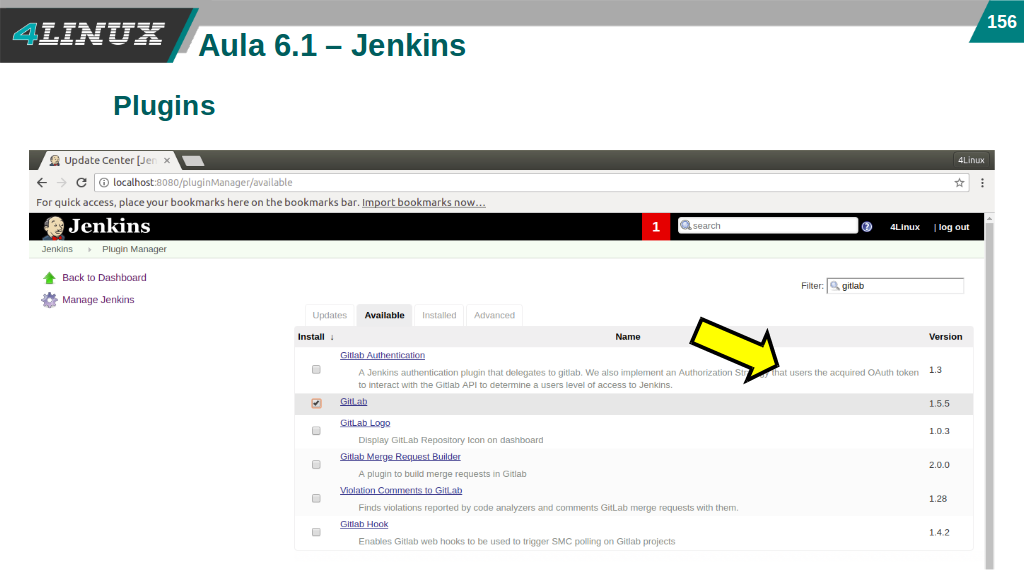 4LINUX
Aula 6.1 – Jenkins
156
Plugins
Update Center [Jen
4Linux
localhost:8080/pluginManager/available
For quick access, place your bookmarks here on the bookmarks bar. Import bookmarks now…
Jenkins
1
search
4Linux
| log out
Jenkins
Plugin Manager
Back to Dashboard
Manage Jenkins
Filter:
gitlab
Updates
Available
Installed
Advanced
Install ↓
Name
Version
Gitlab Authentication
A Jenkins authentication plugin that delegates to gitlab. We also implement an Authorization that users the acquired OAuth token
to interact with the Gitlab API to determine a users level of access to Jenkins.
1.3
GitLab
1.5.5
GitLab Logo
Display GitLab Repository Icon on dashboard
1.0.3
Gitlab Merge Request Builder
A plugin to build merge requests in Gitlab
2.0.0
Violation Comments to GitLab
Finds violations reported by code analyzers and comments GitLab merge requests with them.
1.28
Gitlab Hook
Enables Gitlab web hooks to be used to trigger SMC polling on Gitlab projects
1.4.2